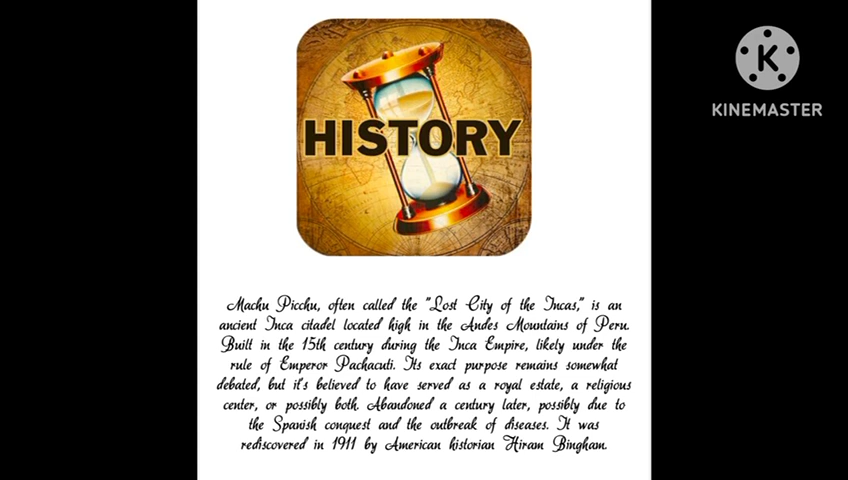 HISTORY
KINEMASTER
Machu Picchu, often called the "Lost City of the Incas," is an
ancient Inca citadel located high in the Andes Mountains of Peru.
Built in the 15th century during the Inca Empire, likely under the
rule of Emperor Pachacuti. Its exact purpose remains somewhat
debated, but it's believed to have served as a royal estate, a religious
center, or possibly both. Abandoned a century later, possibly due to
the Spanish conquest and the outbreak of diseases. It was
rediscovered in 1911 by American historian Hiram Bingham.